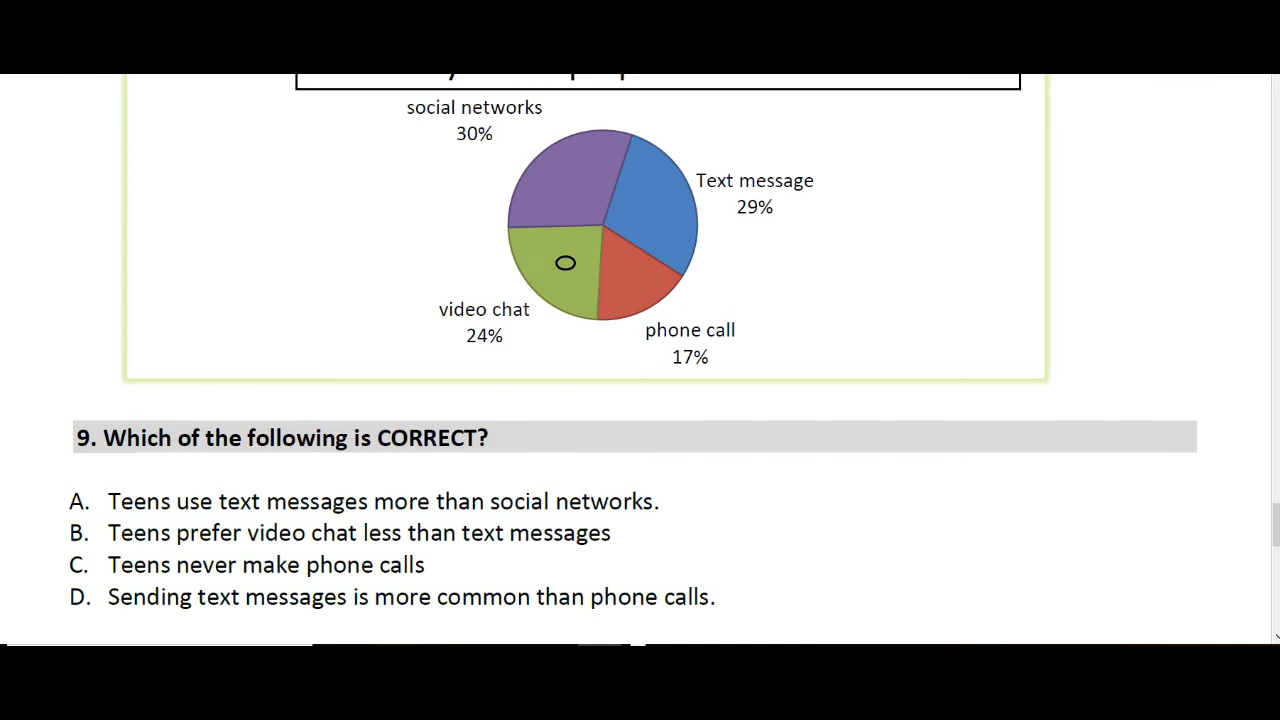 social networks
30%
Text message
29%
video chat
24%
phone call
17%
9. Which of the following is CORRECT?
A. Teens use text messages more than social networks.
B. Teens prefer video chat less than text messages
C. Teens never make phone calls
D. Sending text messages is more common than phone calls.